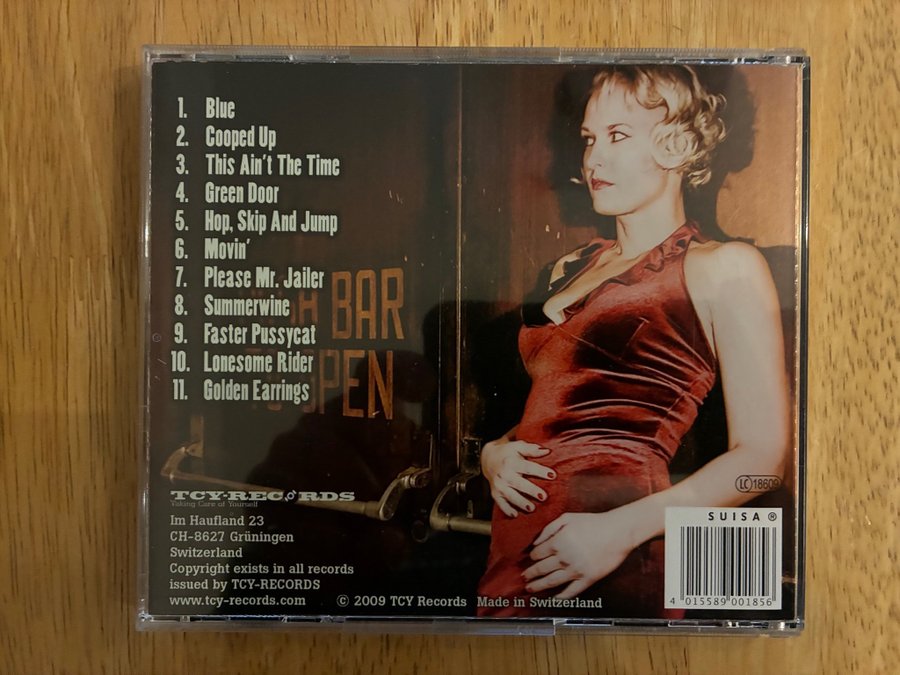 1. Blue
2. Cooped Up
3. This Ain't The Time
4. Green Door
5. Hop, Skip And Jump
6. Movin'
7. Please Mr. Jailer
8. Summerwine
9. Faster Pussycat
10. Lonesome Rider
11. Golden Earrings
BAR
OPEN
TCY-RECORDS
Taking Care of Yourself
Im Haufland 23
CH-8627 Grüningen
Switzerland
Copyright exists in all records
issued by TCY-RECORDS
www.tcy-records.com
© 2009 TCY Records Made in Switzerland
LC 18609
SUISA ®
4 015589 001856